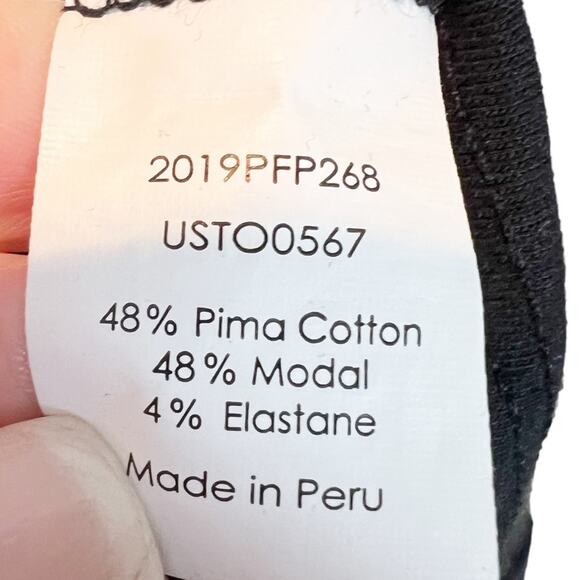 2019PFP268
USTO0567
48% Pima Cotton
48% Modal
4% Elastane
Made in Peru